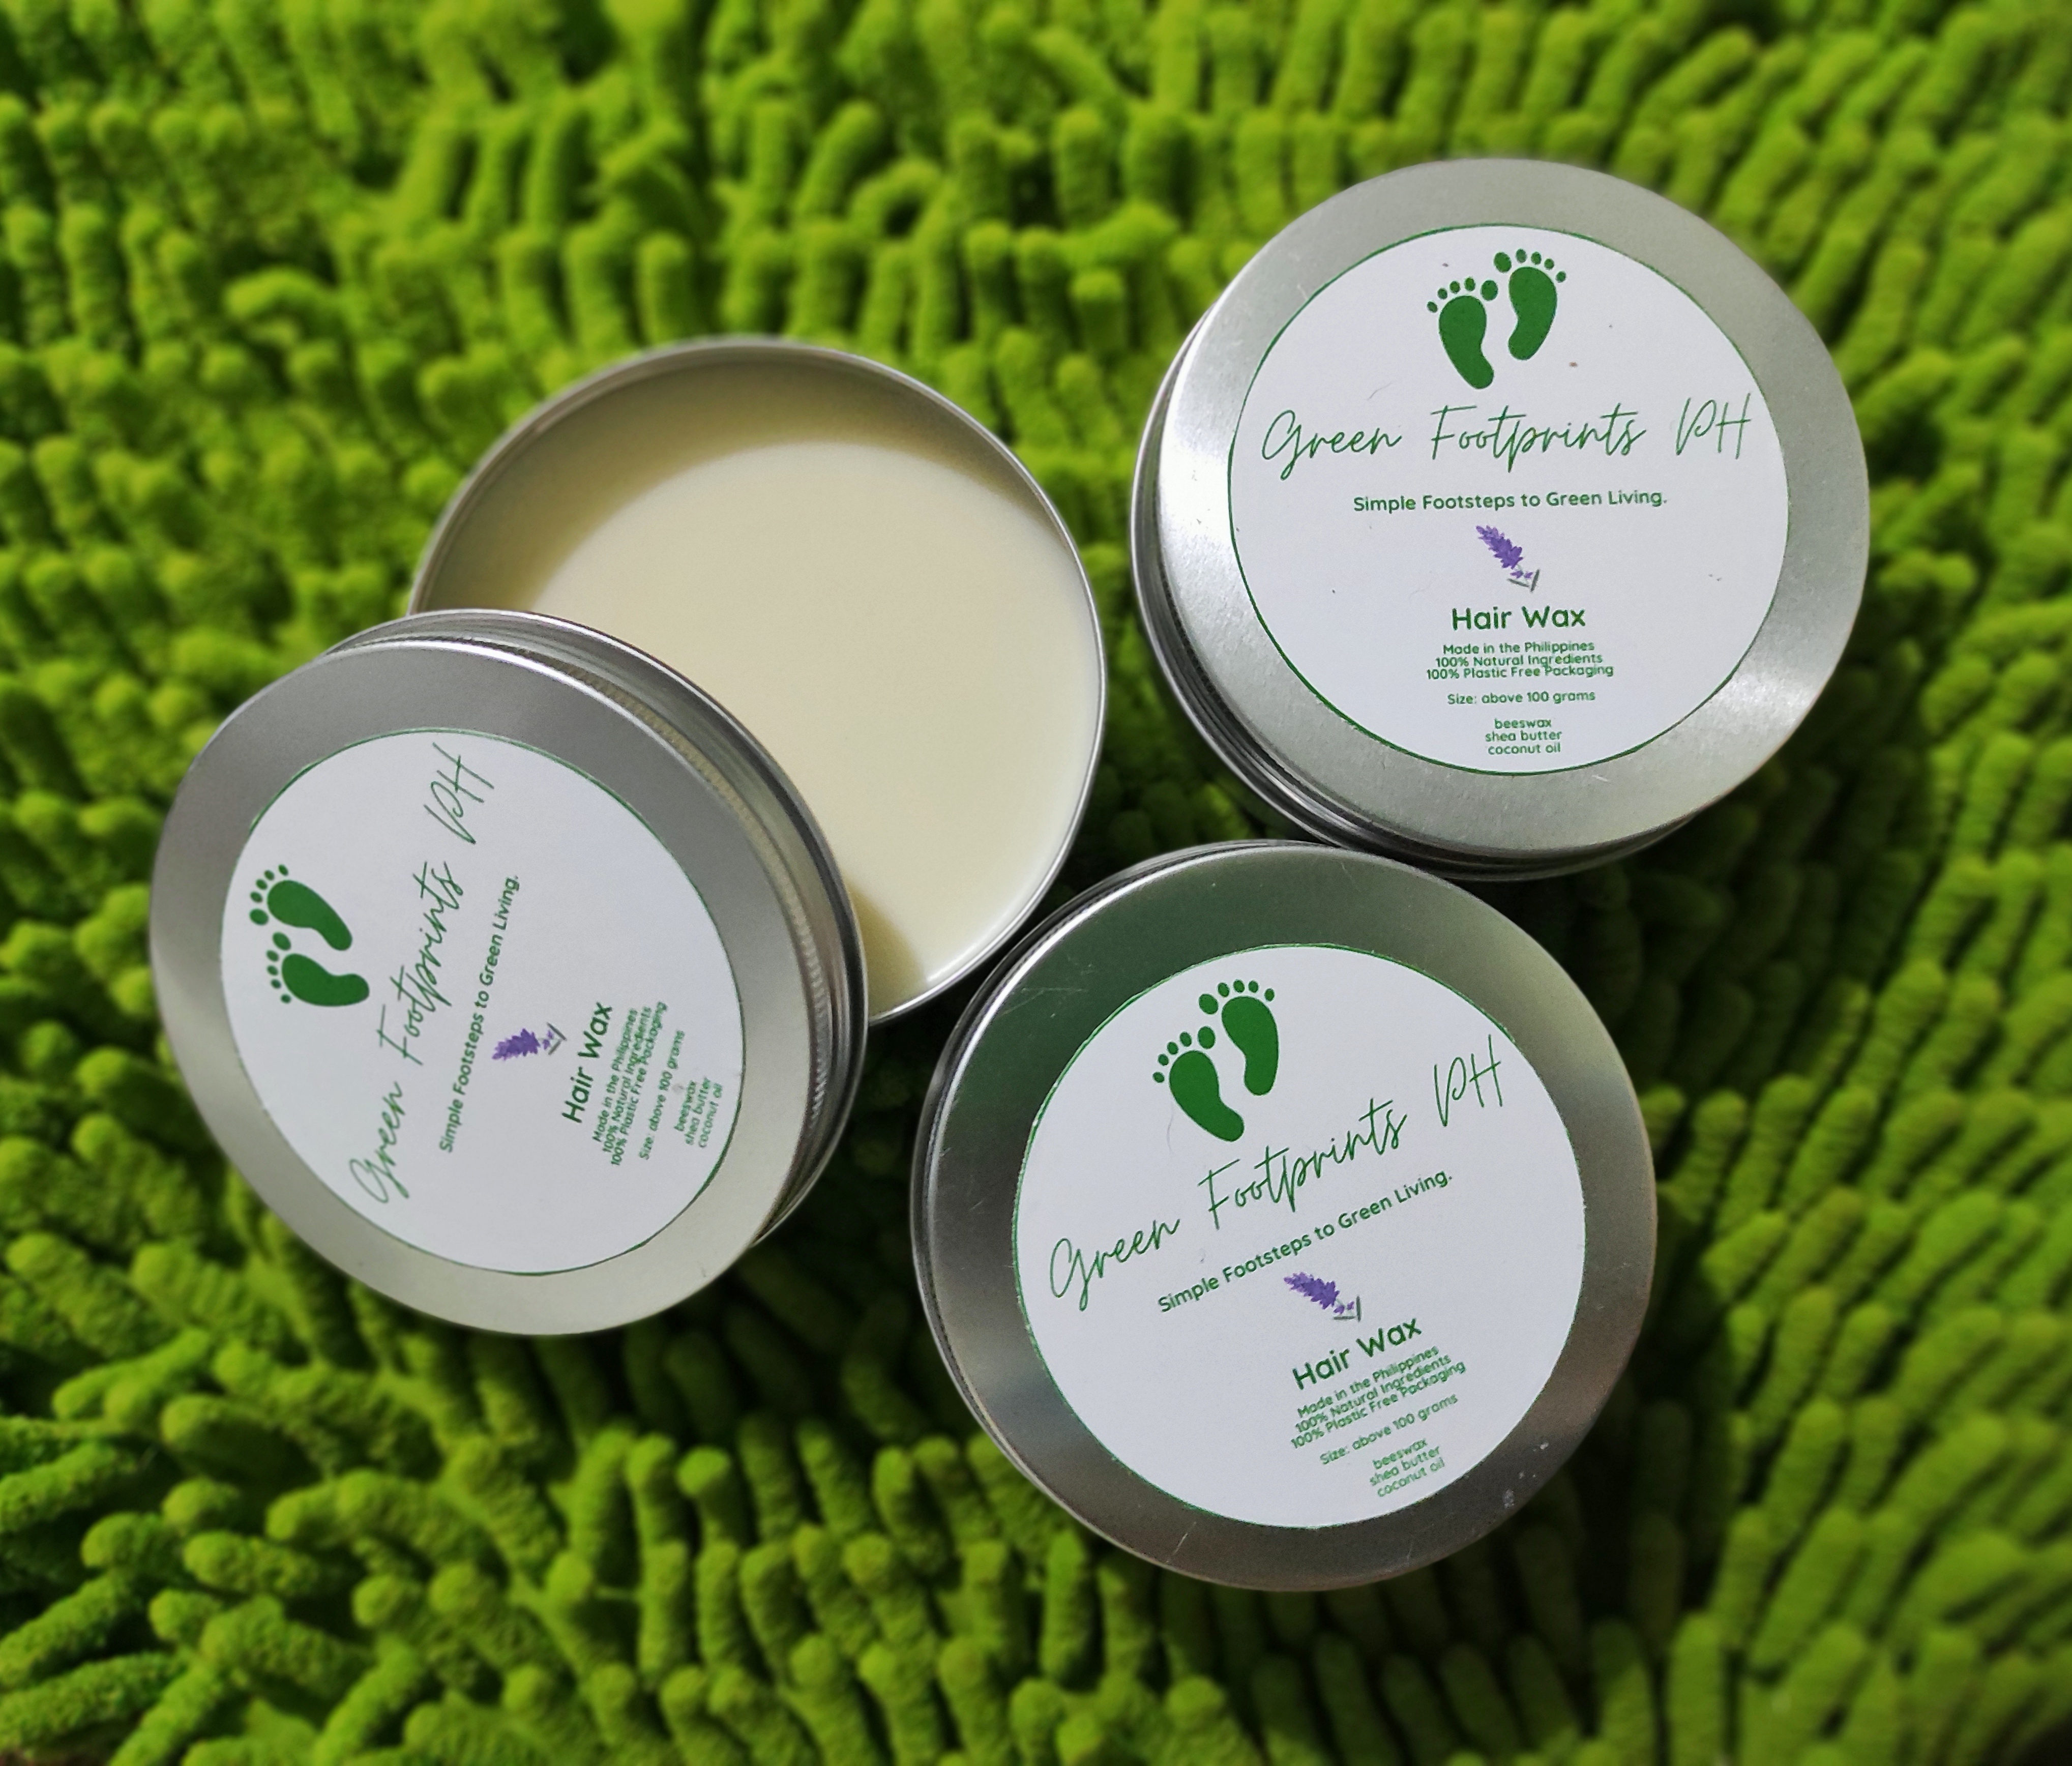 Green Footprints PH
Simple Footsteps to Green Living.
Hair Wax
Made in the Philippines
100% Natural Ingredients
100% Plastic Free Packaging
Size: above 100 grams
beeswax
shea butter
coconut oil
Green Footprints PH
Simple Footsteps to Green Living.
Hair Wax
Made in the Philippines
100% Natural Ingredients
100% Plastic Free Packaging
Size: above 100 grams
beeswax
shea butter
coconut oil
Green Footprints PH
Simple Footsteps to Green Living.
Hair Wax
Made in the Philippines
100% Natural Ingredients
100% Plastic Free Packaging
Size: above 100 grams
beeswax
shea butter
coconut oil